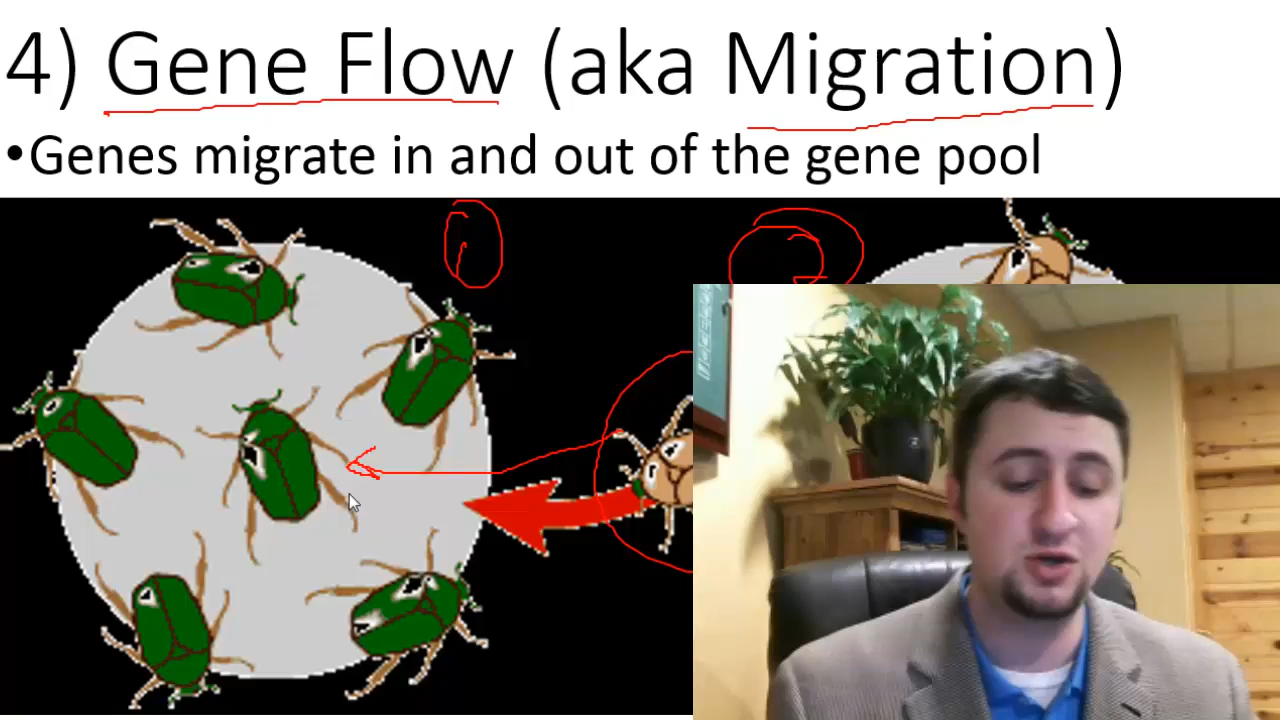 4) Gene Flow (aka Migration)
•Genes migrate in and out of the gene pool